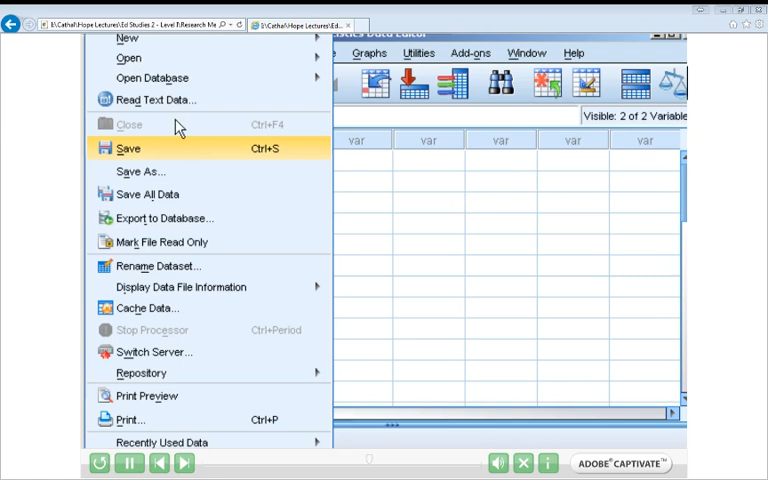 E:\Cathal\Hope Lectures\Ed Studies 2 - Level I\Research Me
E:\Cathal\Hope Lectures\Ed...
Statistics Data Editor
New
Graphs Utilities Add-ons Window Help
Open
Open Database
Read Text Data...
Visible: 2 of 2 Variable
Close Ctrl+F4
var var var var var
Save Ctrl+S
Save As...
Save All Data
Export to Database...
Mark File Read Only
Rename Dataset...
Display Data File Information
Cache Data...
Stop Processor Ctrl+Period
Switch Server...
Repository
Print Preview
Print... Ctrl+P
Recently Used Data
ADOBE® CAPTIVATE™